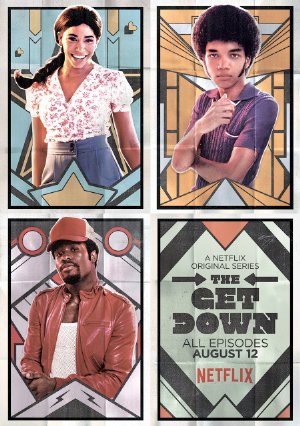 A NETFLIX
ORIGINAL SERIES
THE
GET
DOWN
ALL EPISODES
AUGUST 12
NETFLIX